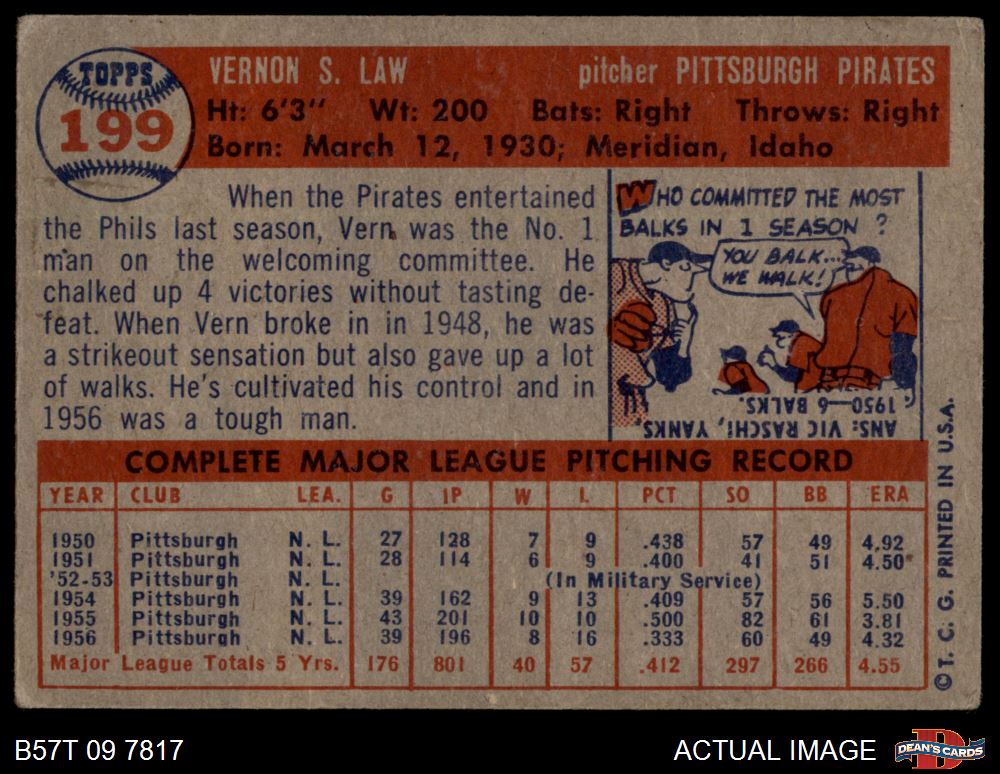 TOPPS
199
VERNON S. LAW pitcher PITTSBURGH PIRATES
Ht: 6'3" Wt: 200 Bats: Right Throws: Right
Born: March 12, 1930; Meridian, Idaho
When the Pirates entertained
the Phils last season, Vern was the No. 1
man on the welcoming committee. He
chalked up 4 victories without tasting de-
feat. When Vern broke in in 1948, he was
a strikeout sensation but also gave up a lot
of walks. He's cultivated his control and in
1956 was a tough man.
WHO COMMITTED THE MOST
BALKS IN 1 SEASON ?
YOU BALK...
WE WALK!
ANS: VIC RASCHI, YANKS,
1950—6 BALKS.
COMPLETE MAJOR LEAGUE PITCHING RECORD
YEAR CLUB LEA. G IP W L PCT SO BB ERA
1950 Pittsburgh N. L. 27 128 7 9 .438 57 49 4.92
1951 Pittsburgh N. L. 28 114 6 9 .400 41 51 4.50
'52-53 Pittsburgh N. L. (In Military Service)
1954 Pittsburgh N. L. 39 162 9 13 .409 57 56 5.50
1955 Pittsburgh N. L. 43 201 10 10 .500 82 61 3.81
1956 Pittsburgh N. L. 39 196 8 16 .333 60 49 4.32
Major League Totals 5 Yrs. 176 801 40 57 .412 297 266 4.55
©T. C. G. PRINTED IN U.S.A.
B57T 09 7817
ACTUAL IMAGE
DEAN'S CARDS